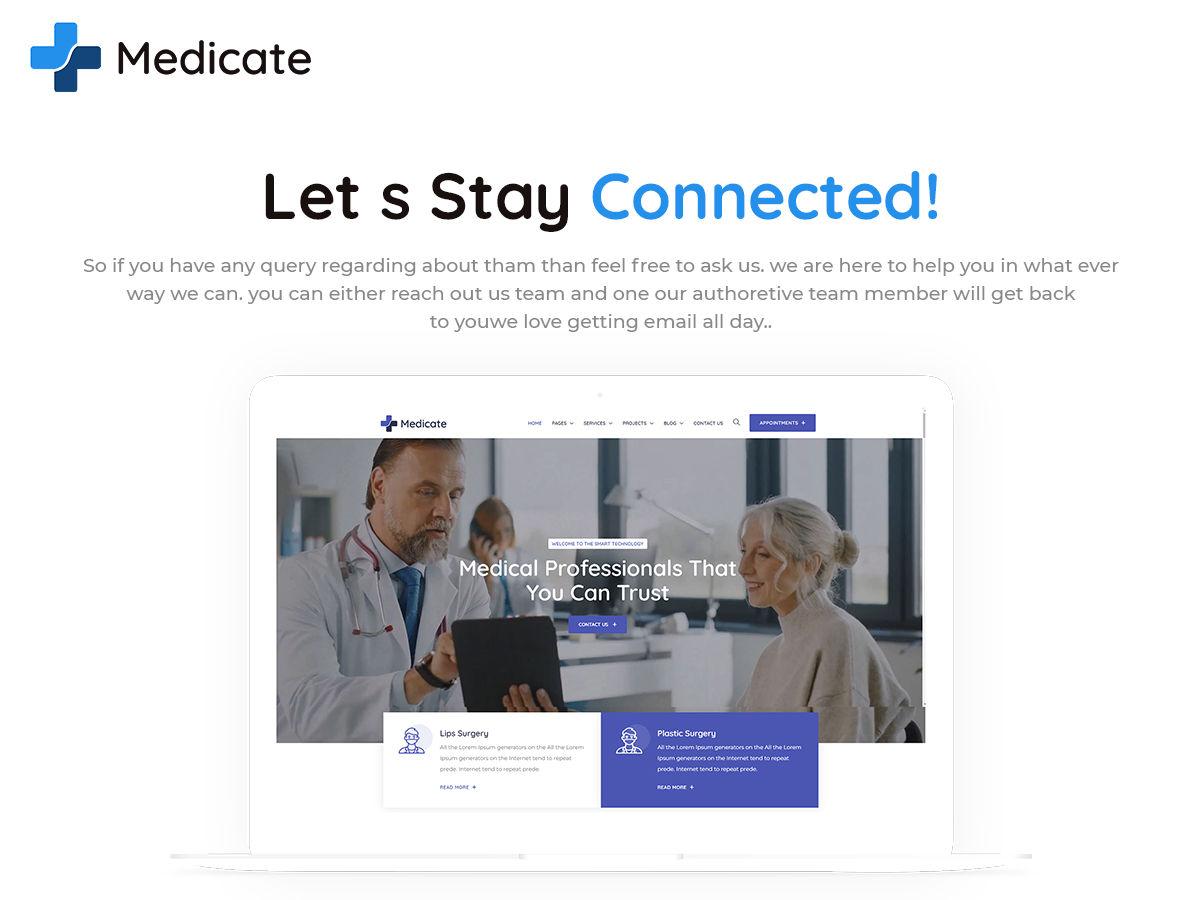 Medicate
Let s Stay Connected!
So if you have any query regarding about tham than feel free to ask us. we are here to help you in what ever
way we can. you can either reach out us team and one our authoretive team member will get back
to youwe love getting email all day..
Medicate HOME PAGES SERVICES PROJECTS BLOG CONTACT US APPOINTMENTS +
WELCOME TO THE SMART TECHNOLOGY
Medical Professionals That
You Can Trust
CONTACT US +
Lips Surgery
All the Lorem Ipsum generators on the All the Lorem
Ipsum generators on the Internet tend to repeat
prede. Internet tend to repeat prede.
READ MORE +
Plastic Surgery
All the Lorem Ipsum generators on the All the Lorem
Ipsum generators on the Internet tend to repeat
prede. Internet tend to repeat prede.
READ MORE +